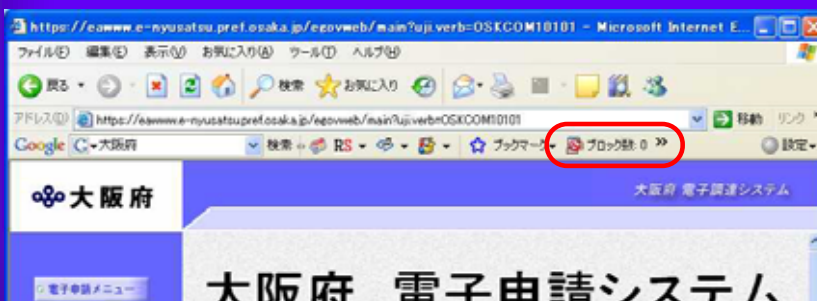 https://eawww.e-nyusatsu.pref.osaka.jp/egovweb/main?uji.verb=OSKCOM10101 - Microsoft Internet E...
ファイル(F) 編集(E) 表示(V) お気に入り(A) ツール(T) ヘルプ(H)
戻る 検索 お気に入り
アドレス(D) https://eawww.e-nyusatsu.pref.osaka.jp/egovweb/main?uji.verb=OSKCOM10101 移動 リンク »
Google G 大阪府 検索 RS ブックマーク ブロック数: 0 » 設定
大阪府 大阪府 電子調達システム
電子申請メニュー
大阪府 電子申請システム